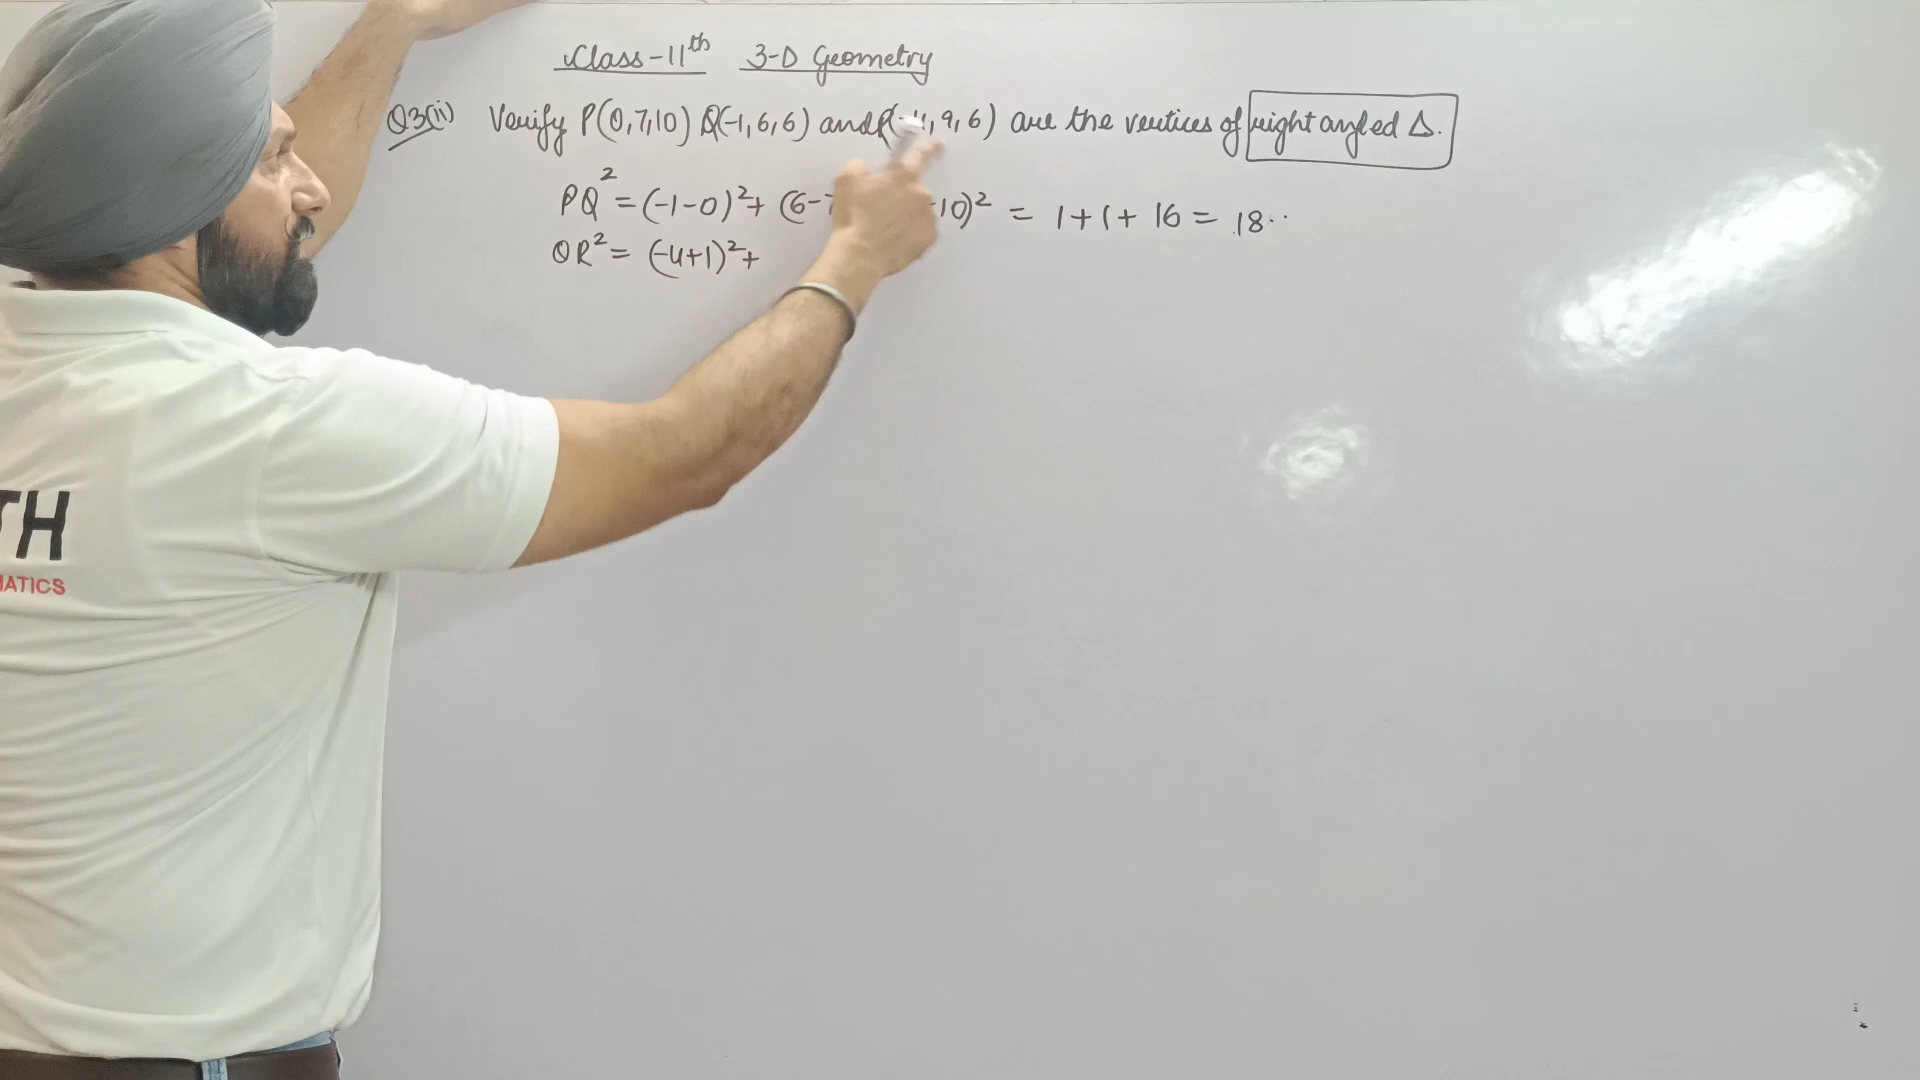 Class-11th 3-D Geometry
Q3(ii) Verify P(0,7,10) Q(-1,6,6) and R(-4,9,6) are the vertices of right angled Δ.
PQ² = (-1-0)²+ (6-7 -10)² = 1+1+ 16 = 18
QR² = (-4+1)²+
TH
MATICS